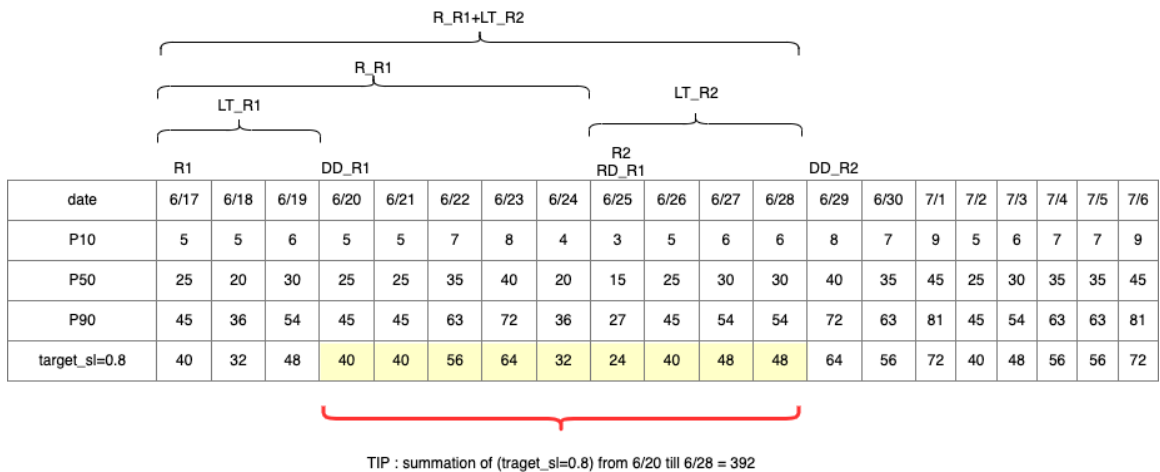 R_R1+LT_R2
R_R1
LT_R1
LT_R2
R1
DD_R1
R2
RD_R1
DD_R2
date 6/17 6/18 6/19 6/20 6/21 6/22 6/23 6/24 6/25 6/26 6/27 6/28 6/29 6/30 7/1 7/2 7/3 7/4 7/5 7/6
P10 5 5 6 5 5 7 8 4 3 5 6 6 8 7 9 5 6 7 7 9
P50 25 20 30 25 25 35 40 20 15 25 30 30 40 35 45 25 30 35 35 45
P90 45 36 54 45 45 63 72 36 27 45 54 54 72 63 81 45 54 63 63 81
target_sl=0.8 40 32 48 40 40 56 64 32 24 40 48 48 64 56 72 40 48 56 56 72
TIP : summation of (traget_sl=0.8) from 6/20 till 6/28 = 392